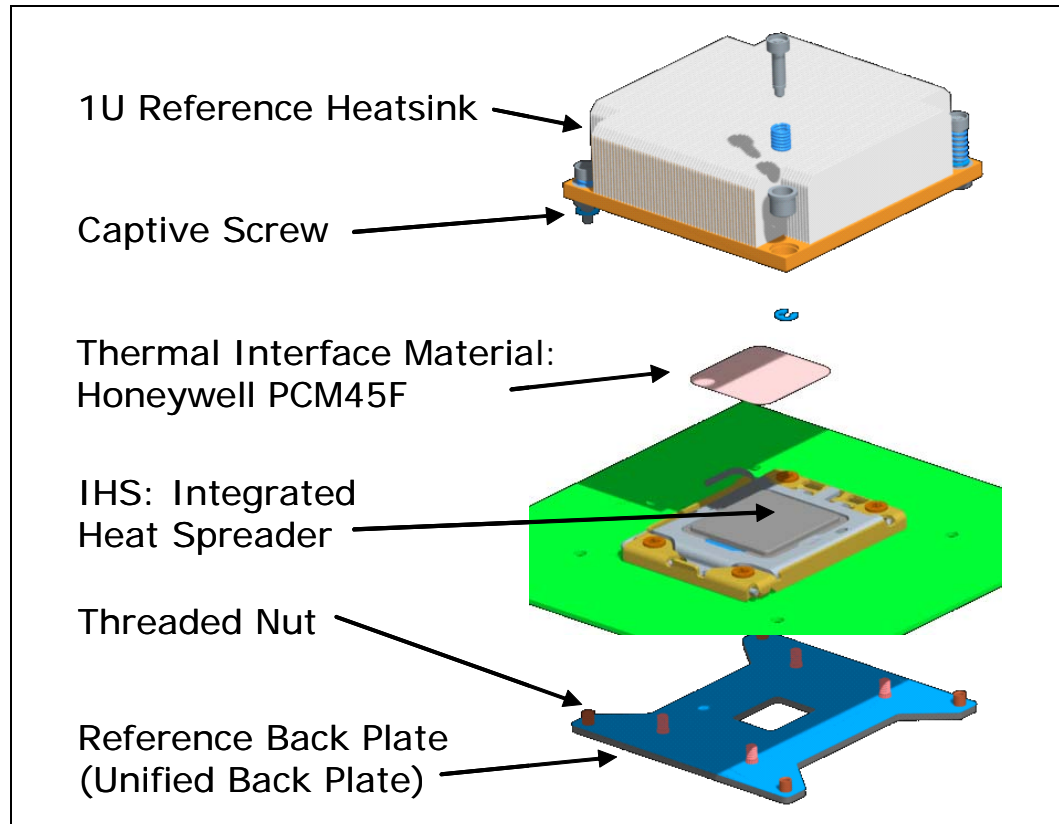 1U Reference Heatsink
Captive Screw
Thermal Interface Material:
Honeywell PCM45F
IHS: Integrated
Heat Spreader
Threaded Nut
Reference Back Plate
(Unified Back Plate)